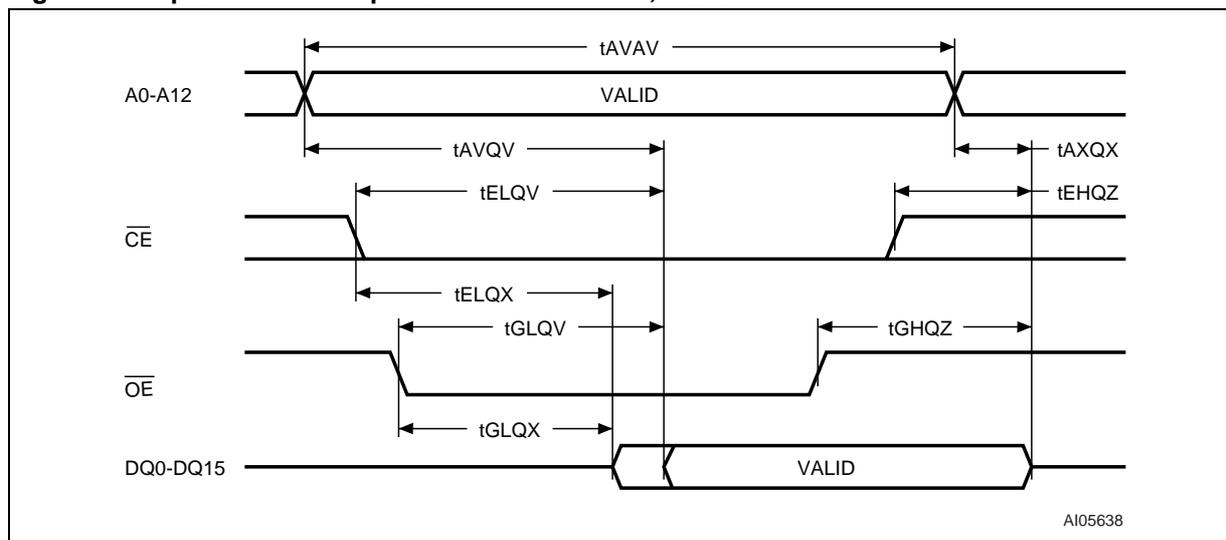 tAVAV
A0-A12
VALID
tAVQV
tAXQX
tELQV
tEHQZ
CE
tELQX
tGLQV
tGHQZ
OE
tGLQX
DQ0-DQ15
VALID
AI05638